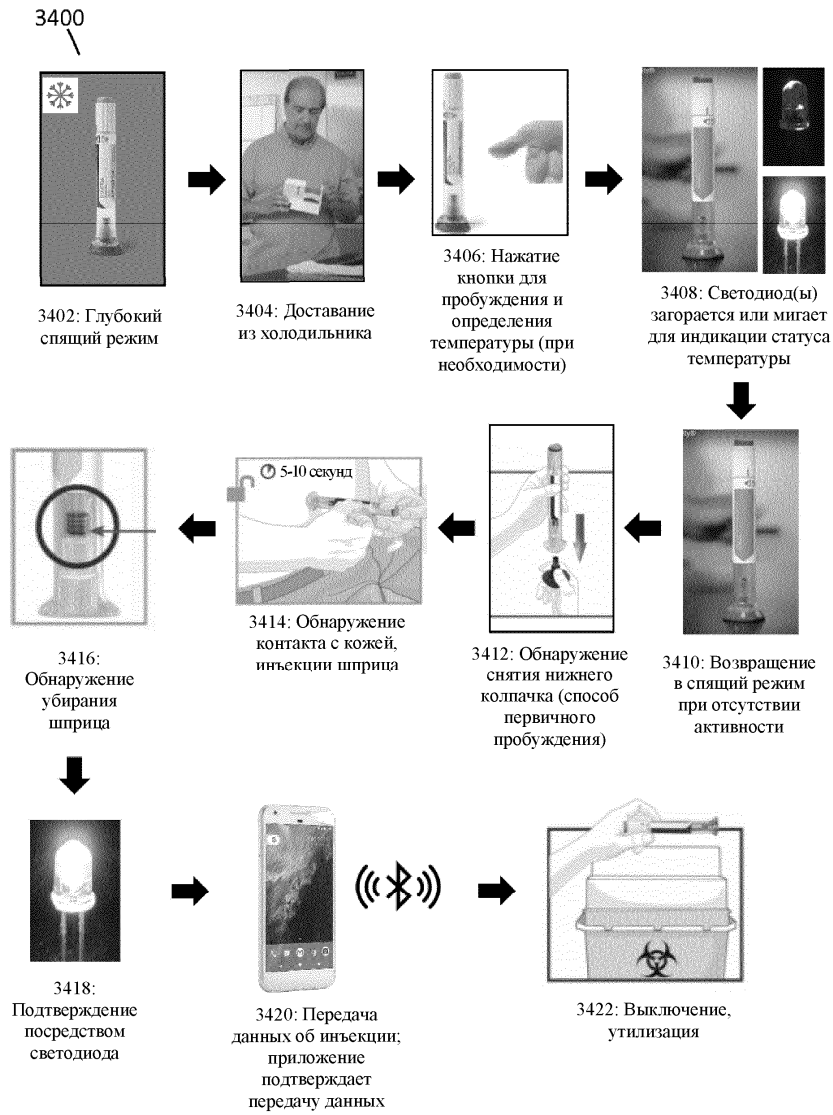 3400
3402: Глубокий
спящий режим
3404: Доставание
из холодильника
3406: Нажатие
кнопки для
пробуждения и
определения
температуры (при
необходимости)
3408: Светодиод(ы)
загорается или мигает
для индикации статуса
температуры
3410: Возвращение
в спящий режим
при отсутствии
активности
3412: Обнаружение
снятия нижнего
колпачка (способ
первичного
пробуждения)
5-10 секунд
3414: Обнаружение
контакта с кожей,
инъекции шприца
3416:
Обнаружение
убирания
шприца
3418:
Подтверждение
посредством
светодиода
3420: Передача
данных об инъекции;
приложение
подтверждает
передачу данных
3422: Выключение,
утилизация